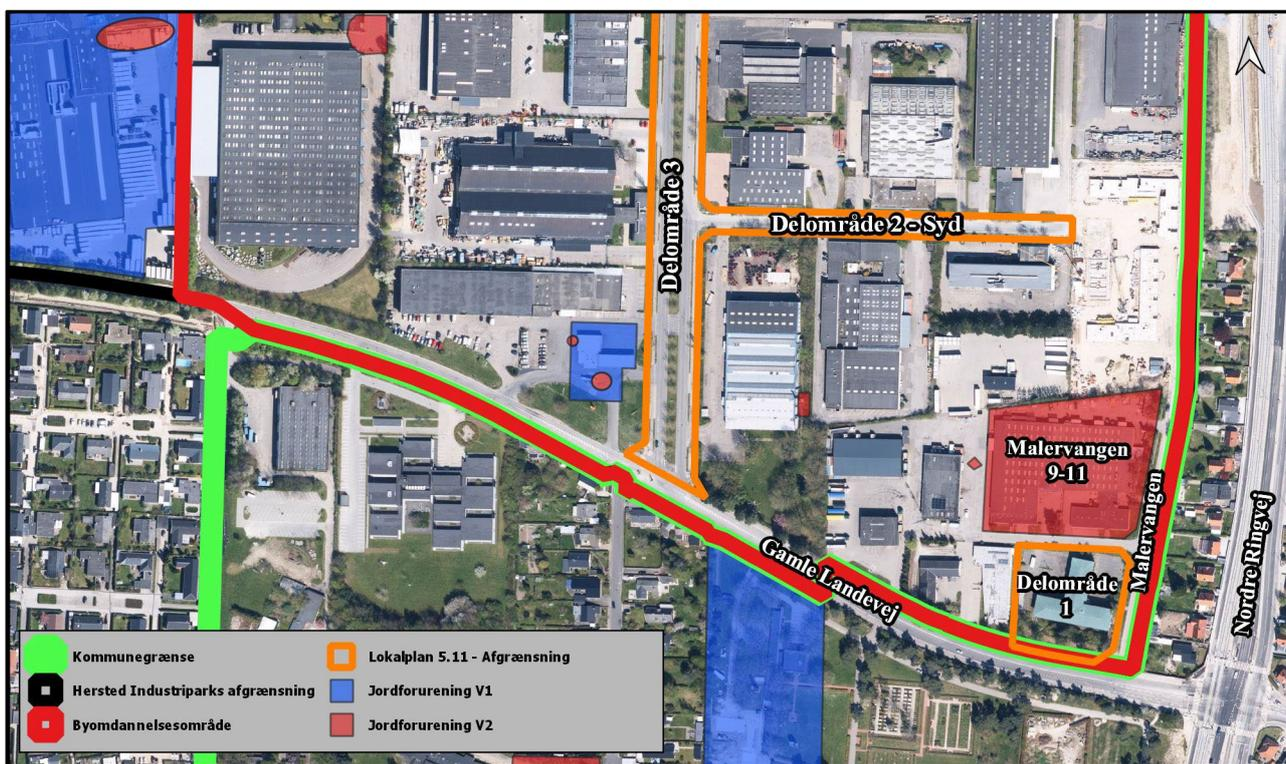 Delområde 3
Delområde 2 - Syd
Malervangen
9-11
Malervangen
Delområde
1
Gamle Landevej
Nordre Ringvej
Kommunegrænse
Hersted Industriparks afgrænsning
Byomdannelsesområde
Lokalplan 5.11 - Afgrænsning
Jordforurening V1
Jordforurening V2